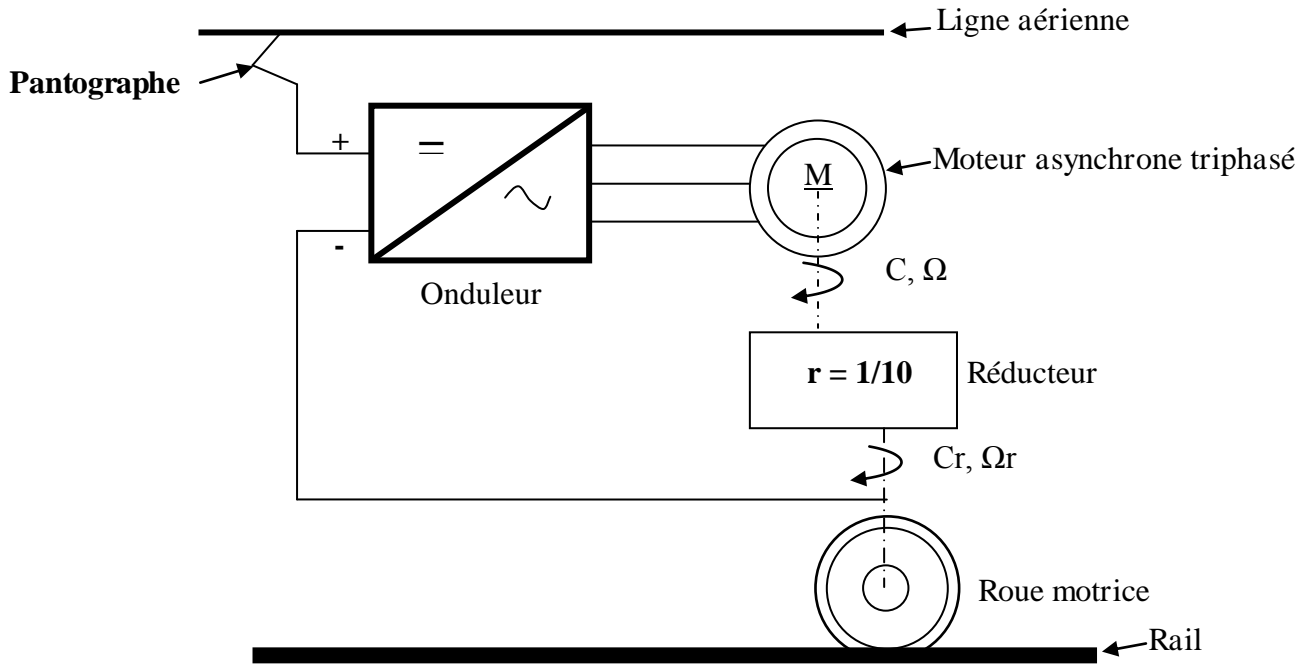 Ligne aérienne
Pantographe
+
=
Moteur asynchrone triphasé
M
-
C, Ω
Onduleur
r = 1/10
Réducteur
Cr, Ωr
Roue motrice
Rail